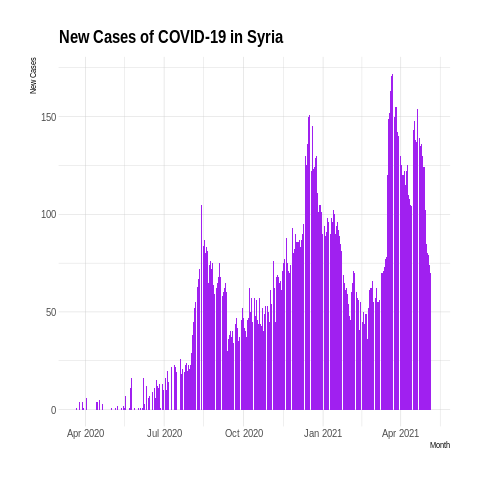 New Cases of COVID-19 in Syria
New Cases
150
100
50
0
Apr 2020 Jul 2020 Oct 2020 Jan 2021 Apr 2021
Month